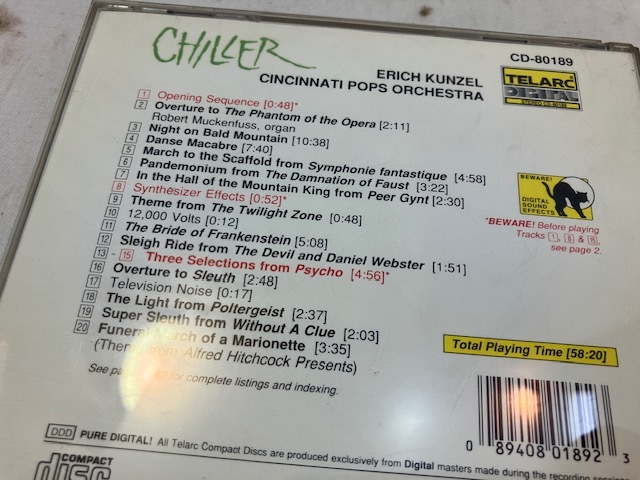 CHILLER
ERICH KUNZEL
CINCINNATI POPS ORCHESTRA
CD-80189
TELARC
DIGITAL
STEREO CD-80189
1 Opening Sequence [0:48]*
2 Overture to The Phantom of the Opera [2:11]
Robert Muckenfuss, organ
3 Night on Bald Mountain [10:38]
4 Danse Macabre [7:40]
5 March to the Scaffold from Symphonie fantastique [4:58]
6 Pandemonium from The Damnation of Faust [3:22]
7 In the Hall of the Mountain King from Peer Gynt [2:30]
8 Synthesizer Effects [0:52]*
9 Theme from The Twilight Zone [0:48]
10 12,000 Volts [0:12]
11 The Bride of Frankenstein [5:08]
12 Sleigh Ride from The Devil and Daniel Webster [1:51]
13 - 15 Three Selections from Psycho [4:56]*
16 Overture to Sleuth [2:48]
17 Television Noise [0:17]
18 The Light from Poltergeist [2:37]
19 Super Sleuth from Without A Clue [2:03]
20 Funeral March of a Marionette [3:35]
from Alfred Hitchcock Presents)
See for complete listings and indexing.
BEWARE!
DIGITAL
SOUND
EFFECTS
*BEWARE! Before playing
Tracks 1, 8 & 15,
see page 2.
Total Playing Time [58:20]
DDD PURE DIGITAL! All Telarc Compact Discs are produced exclusively from Digital masters made during the recording sessions
COMPACT
disc
0 89408 01892 3